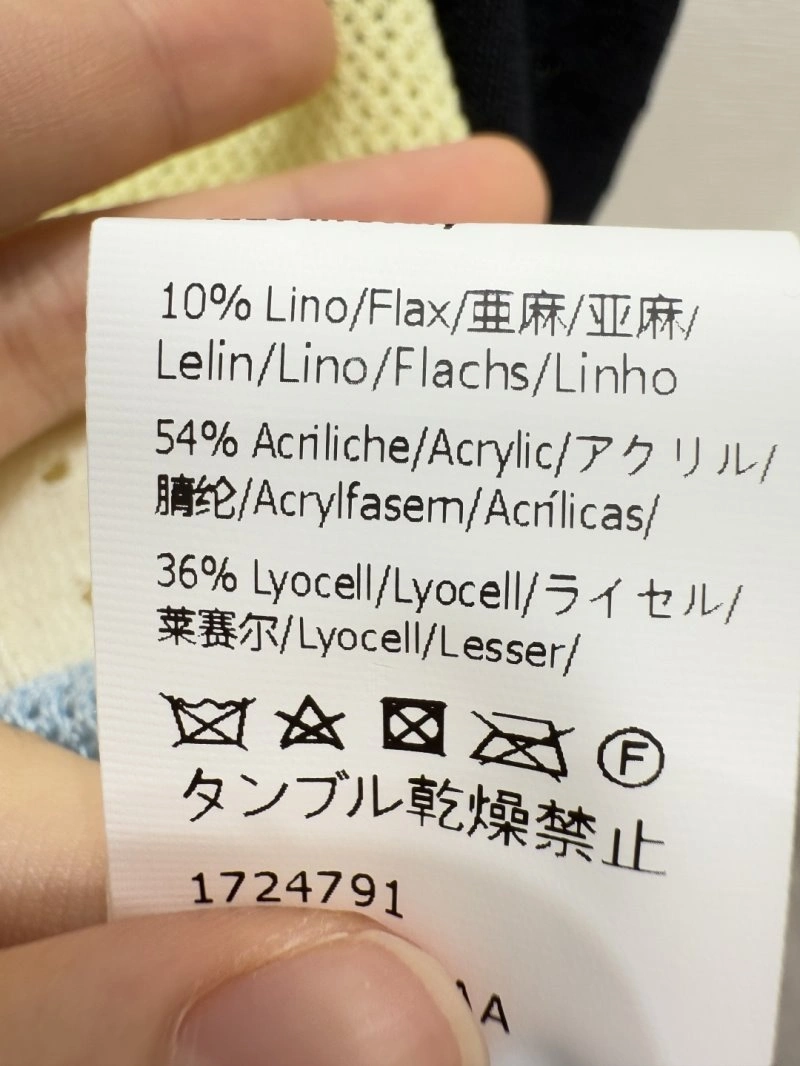 10% Lino/Flax/亜麻/亚麻/
Lelin/Lino/Flachs/Linho
54% Acriliche/Acrylic/アクリル/
腈纶/Acrylfasern/Acrílicas/
36% Lyocell/Lyocell/ライセル/
莱赛尔/Lyocell/Lesser/
F
タンブル乾燥禁止
1724791